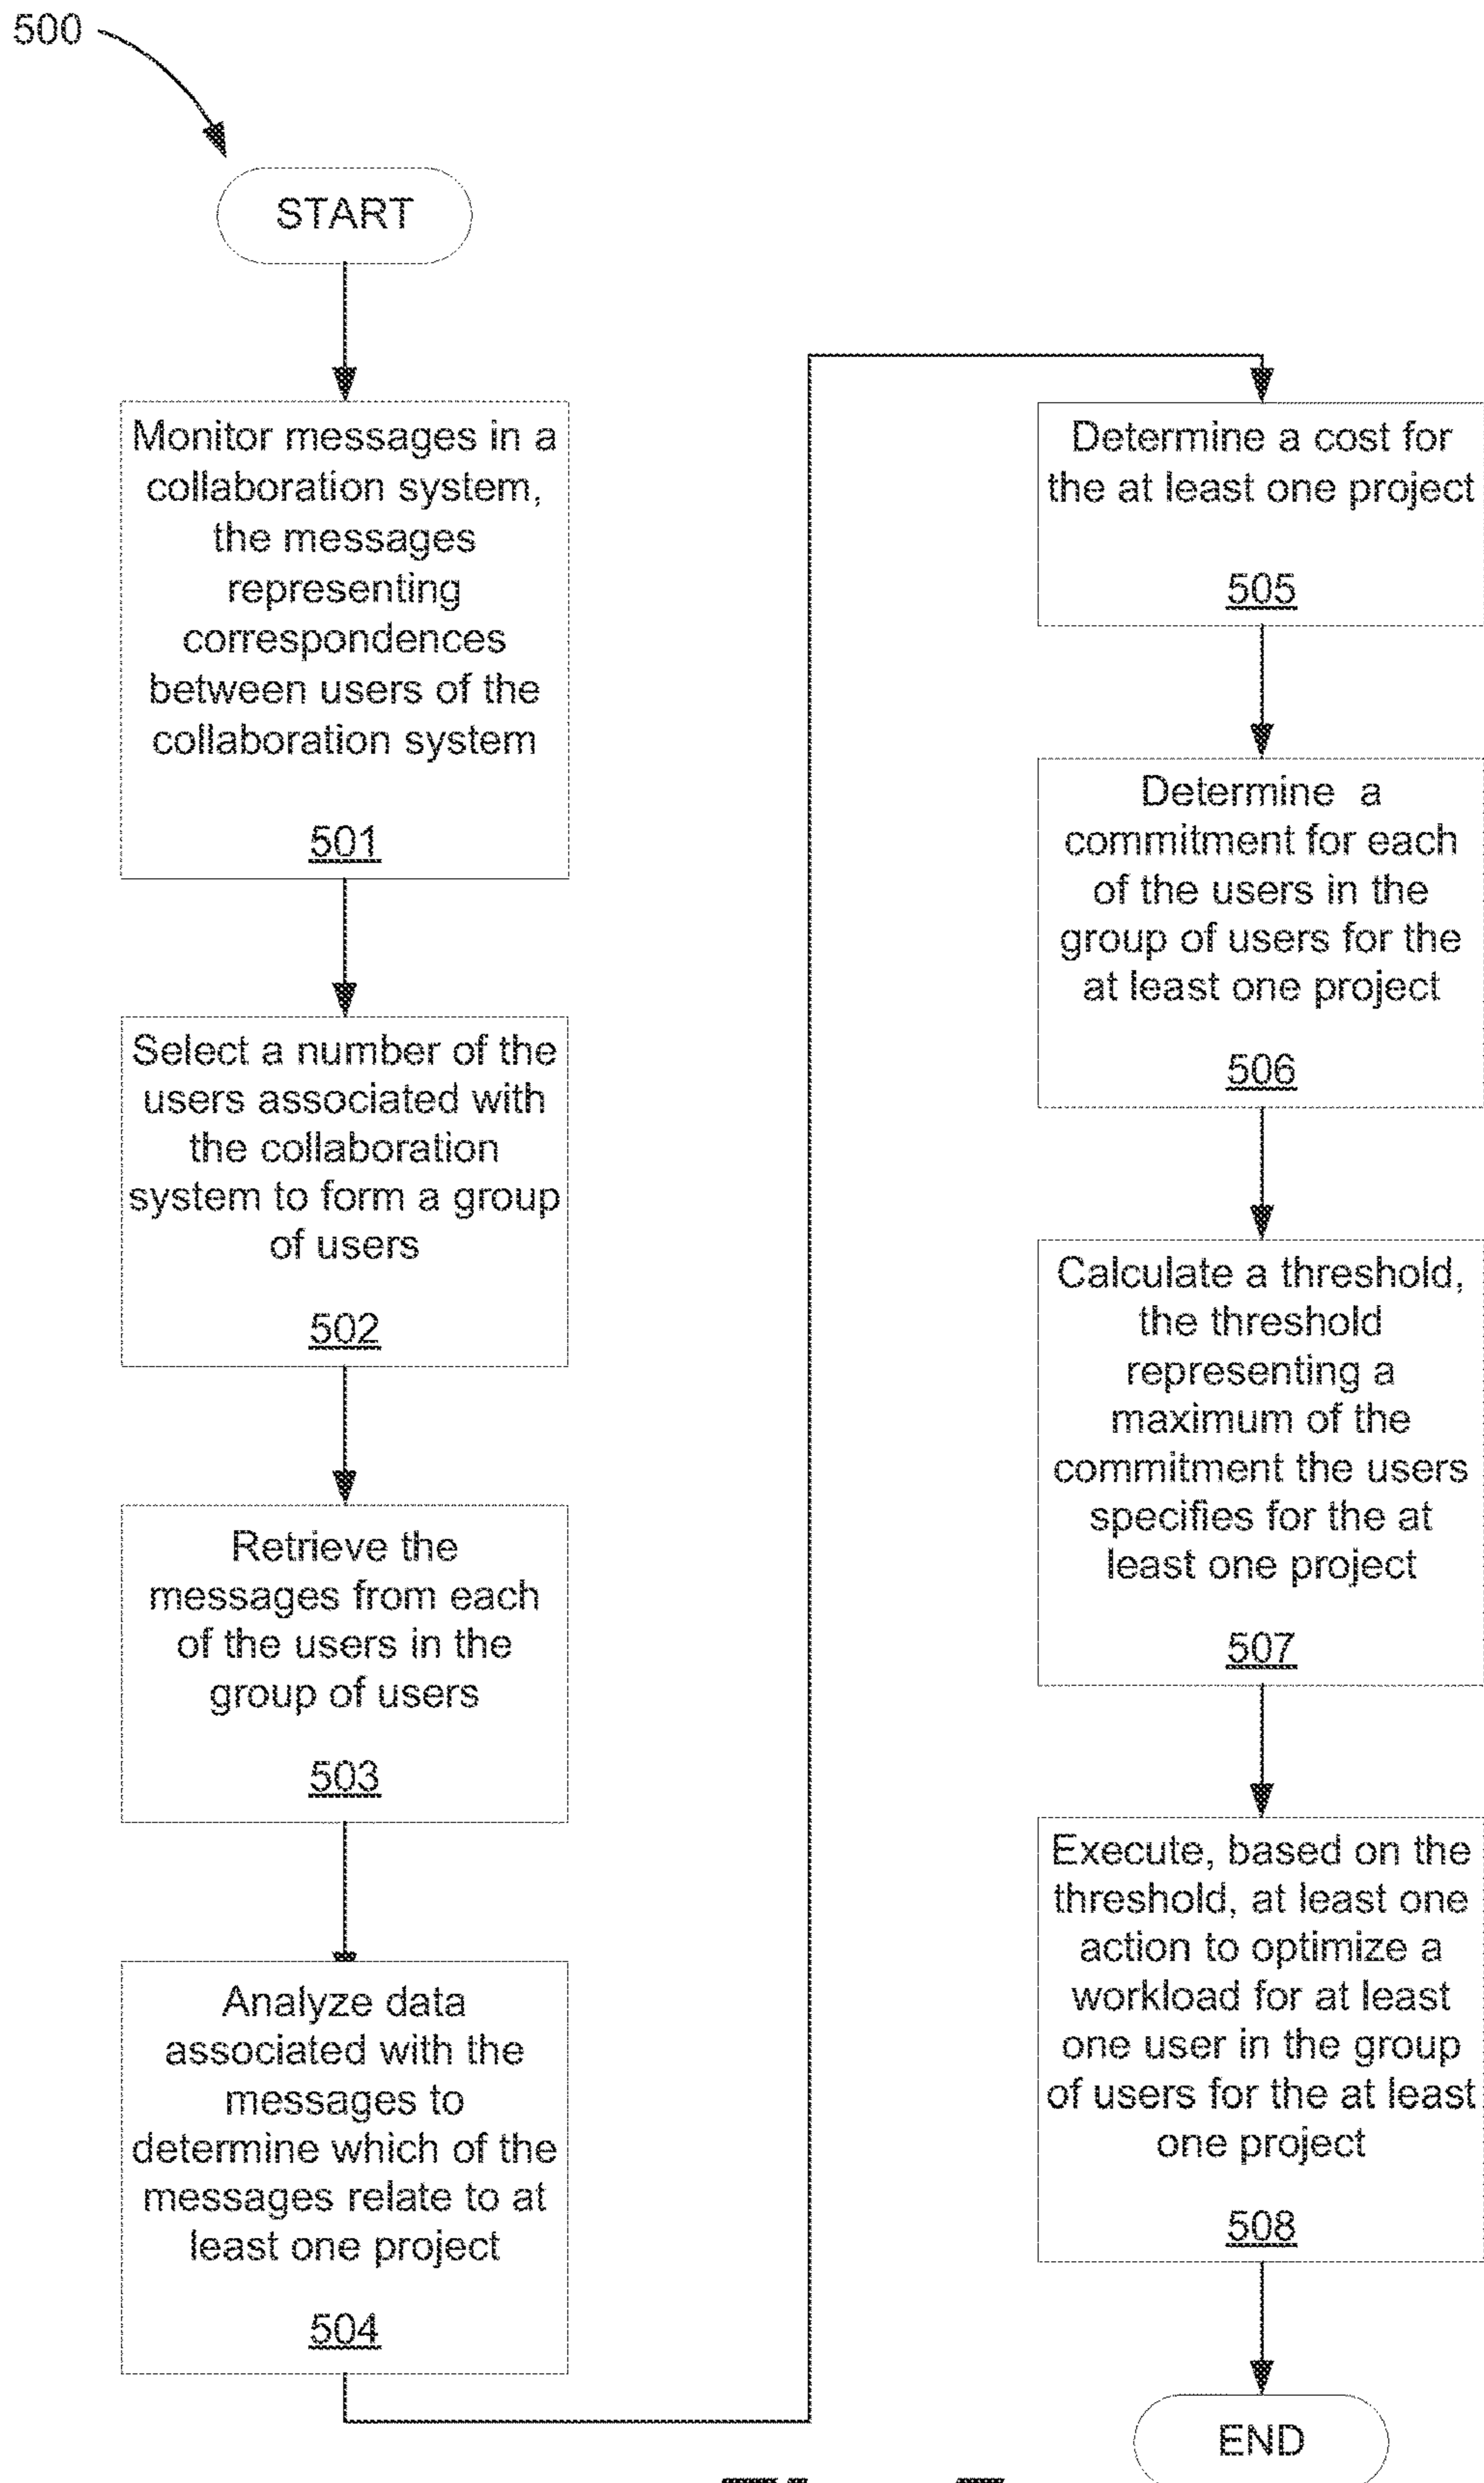 500
START
Monitor messages in a
collaboration system,
the messages
representing
correspondences
between users of the
collaboration system
501
Select a number of the
users associated with
the collaboration
system to form a group
of users
502
Retrieve the
messages from each
of the users in the
group of users
503
Analyze data
associated with the
messages to
determine which of the
messages relate to at
least one project
504
Determine a cost for
the at least one project
505
Determine a
commitment for each
of the users in the
group of users for the
at least one project
506
Calculate a threshold,
the threshold
representing a
maximum of the
commitment the users
specifies for the at
least one project
507
Execute, based on the
threshold, at least one
action to optimize a
workload for at least
one user in the group
of users for the at least
one project
508
END